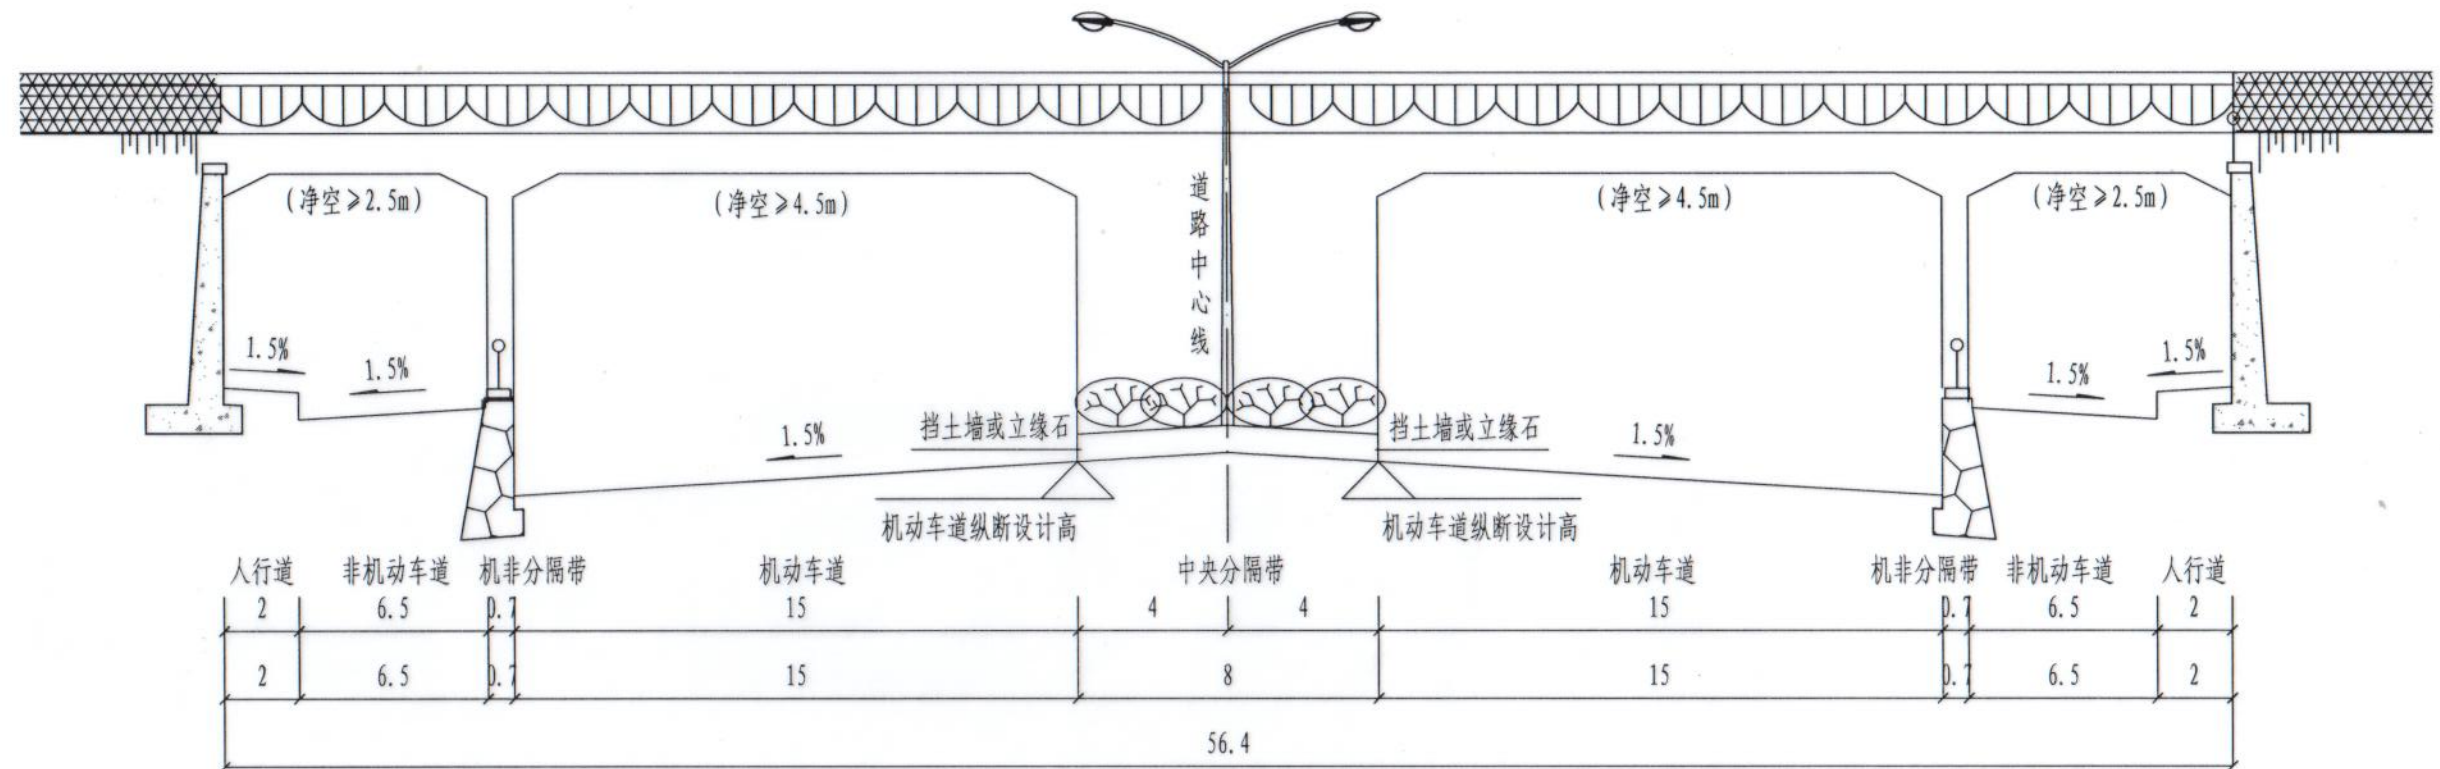 (净空≥2.5m)
(净空≥4.5m)
道路中心线
(净空≥4.5m)
(净空≥2.5m)
1.5%
1.5%
1.5%
1.5%
挡土墙或立缘石
挡土墙或立缘石
1.5%
1.5%
机动车道纵断设计高
机动车道纵断设计高
人行道 非机动车道 机非分隔带 机动车道 中央分隔带 机动车道 机非分隔带 非机动车道 人行道
2 6.5 0.7 15 4 4 15 0.7 6.5 2
2 6.5 0.7 15 8 15 0.7 6.5 2
56.4